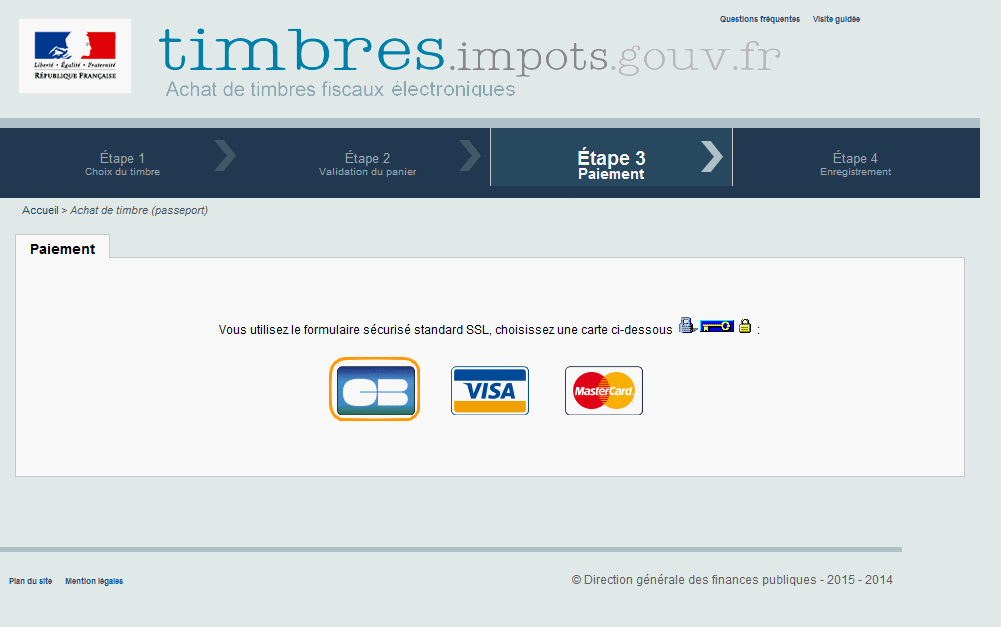 Questions fréquentes Visite guidée
Liberté • Égalité • Fraternité
RÉPUBLIQUE FRANÇAISE
timbres.impots.gouv.fr
Achat de timbres fiscaux électroniques
Étape 1
Choix du timbre
Étape 2
Validation du panier
Étape 3
Paiement
Étape 4
Enregistrement
Accueil > Achat de timbre (passeport)
Paiement
Vous utilisez le formulaire sécurisé standard SSL, choisissez une carte ci-dessous :
CB VISA MasterCard
Plan du site Mention légales
© Direction générale des finances publiques - 2015 - 2014